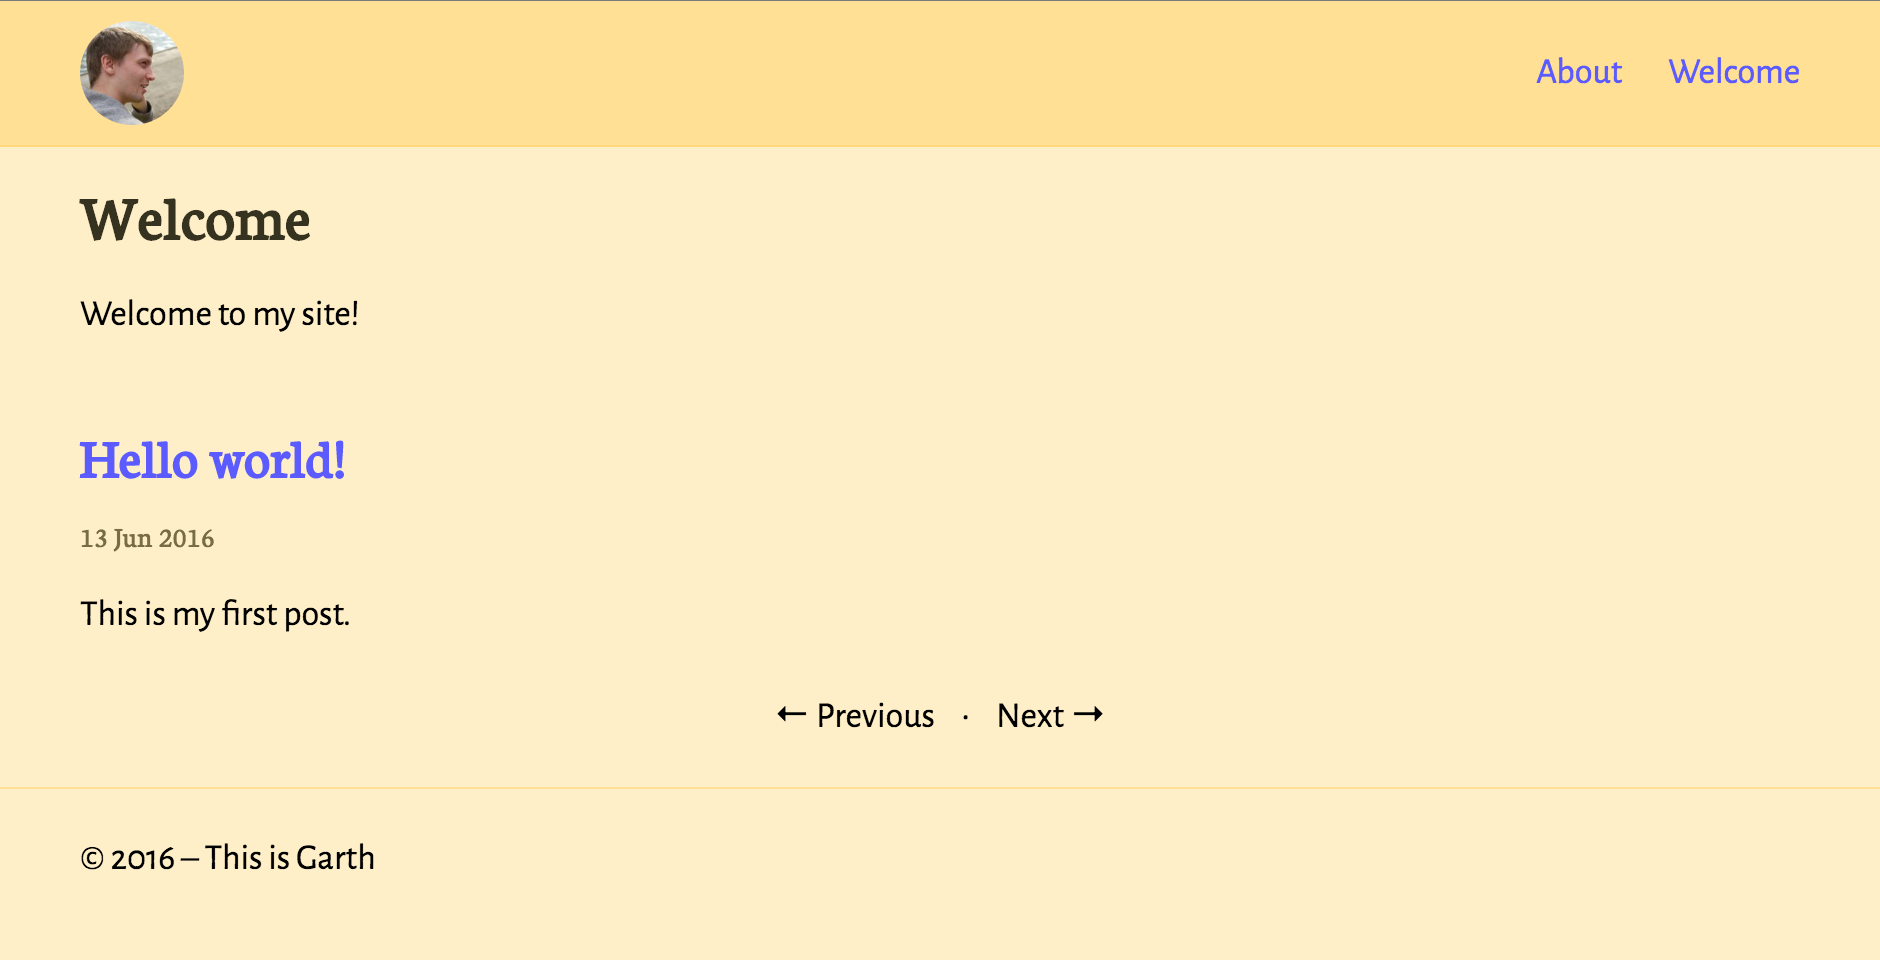 About Welcome
Welcome
Welcome to my site!
Hello world!
13 Jun 2016
This is my first post.
← Previous · Next →
© 2016 – This is Garth